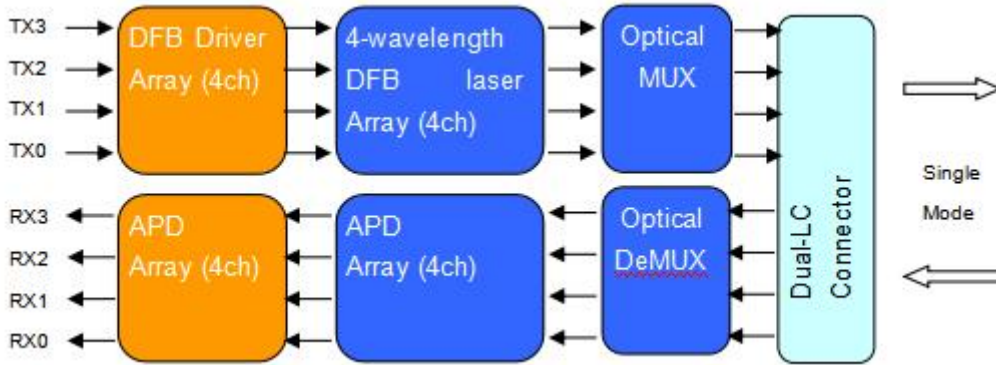 TX3
TX2
TX1
TX0
DFB Driver
Array (4ch)
4-wavelength
DFB laser
Array (4ch)
Optical
MUX
RX3
RX2
RX1
RX0
APD
Array (4ch)
APD
Array (4ch)
Optical
DeMUX
Dual-LC
Connector
Single
Mode